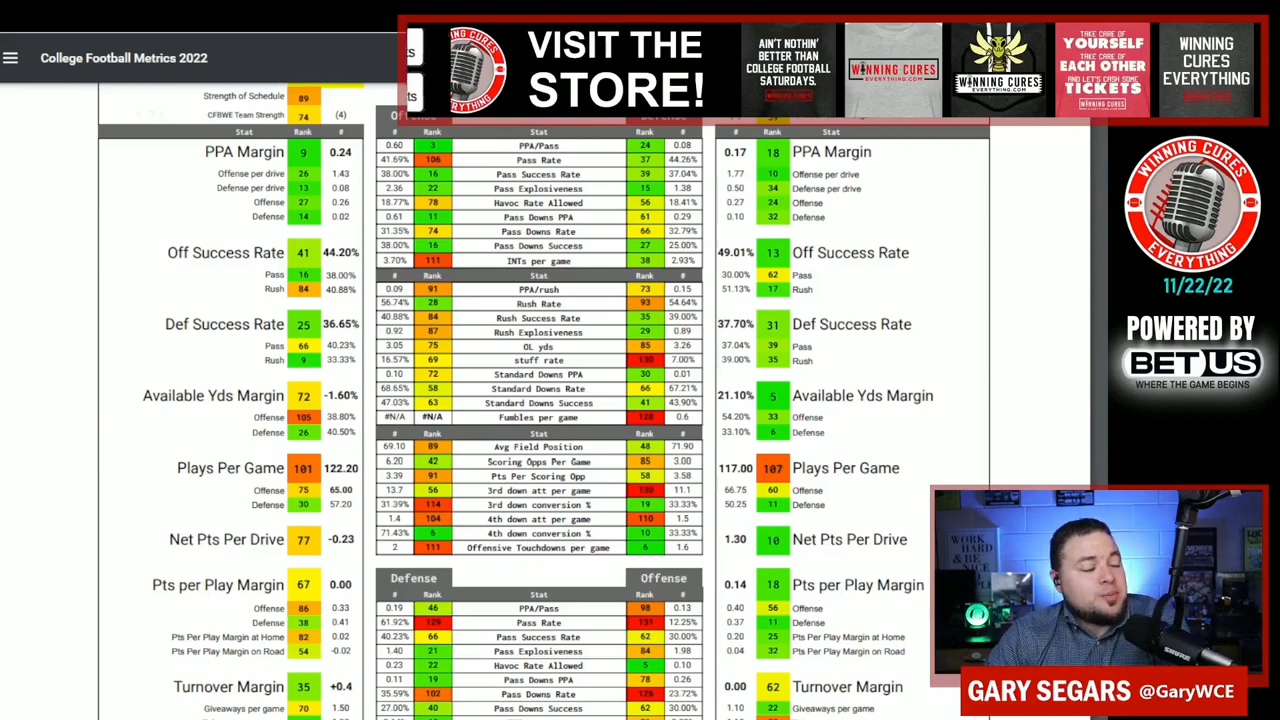 College Football Metrics 2022
VISIT THE
STORE!
AIN'T NOTHIN'
BETTER THAN
COLLEGE FOOTBALL
SATURDAYS.
WINNING CURES
WINNING CURES
TAKE CARE OF
YOURSELF
TAKE CARE OF
EACH OTHER
AND LET'S CASH SOME
TICKETS
WINNING
CURES
EVERYTHING
WINNING CURES
EVERYTHING
11/22/22
POWERED BY
BETUS
WHERE THE GAME BEGINS
GARY SEGARS @GaryWCE
Strength of Schedule 89
CFBWE Team Strength 74 (4)
Stat Rank #
PPA Margin 9 0.24
Offense per drive 26 1.43
Defense per drive 13 0.08
Offense 27 0.26
Defense 14 0.02
Off Success Rate 41 44.20%
Pass 16 38.00%
Rush 84 40.88%
Def Success Rate 25 36.65%
Pass 66 40.23%
Rush 9 33.33%
Available Yds Margin 72 -1.60%
Offense 105 38.80%
Defense 26 40.50%
Plays Per Game 101 122.20
Offense 75 65.00
Defense 30 57.20
Net Pts Per Drive 77 -0.23
Pts per Play Margin 67 0.00
Offense 86 0.33
Defense 38 0.41
Pts Per Play Margin at Home 82 0.02
Pts Per Play Margin on Road 54 -0.02
Turnover Margin 35 +0.4
Giveaways per game 70 1.50
# Rank Stat Rank #
0.60 3 PPA/Pass 24 0.08
41.69% 106 Pass Rate 37 44.26%
38.00% 16 Pass Success Rate 39 37.04%
2.36 22 Pass Explosiveness 15 1.38
18.77% 78 Havoc Rate Allowed 56 18.41%
0.61 11 Pass Downs PPA 61 0.29
31.35% 74 Pass Downs Rate 66 32.79%
38.00% 16 Pass Downs Success 27 25.00%
3.70% 111 INTs per game 38 2.93%
# Rank Stat Rank #
0.09 91 PPA/rush 73 0.15
56.74% 28 Rush Rate 93 54.64%
40.88% 84 Rush Success Rate 35 39.00%
0.92 87 Rush Explosiveness 29 0.89
3.05 75 OL yds 85 3.26
16.57% 69 stuff rate 130 7.00%
0.10 72 Standard Downs PPA 30 0.01
68.65% 58 Standard Downs Rate 66 67.21%
47.03% 63 Standard Downs Success 41 43.90%
#N/A #N/A Fumbles per game 128 0.6
# Rank Stat Rank #
69.10 89 Avg Field Position 48 71.90
6.20 42 Scoring Opps Per Game 85 3.00
3.39 91 Pts Per Scoring Opp 58 3.58
13.7 56 3rd down att per game 130 11.1
31.39% 114 3rd down conversion % 19 33.33%
1.4 104 4th down att per game 110 1.5
71.43% 6 4th down conversion % 10 33.33%
2 111 Offensive Touchdowns per game 6 1.6
Defense Offense
# Rank Stat Rank #
0.19 46 PPA/Pass 98 0.13
61.92% 129 Pass Rate 131 12.25%
40.23% 66 Pass Success Rate 62 30.00%
1.40 21 Pass Explosiveness 84 1.98
0.23 22 Havoc Rate Allowed 5 0.10
0.11 19 Pass Downs PPA 78 0.26
35.59% 102 Pass Downs Rate 126 23.72%
27.00% 40 Pass Downs Success 62 30.00%
# Rank Stat
0.17 18 PPA Margin
1.77 10 Offense per drive
0.50 34 Defense per drive
0.27 24 Offense
0.10 32 Defense
49.01% 13 Off Success Rate
30.00% 62 Pass
51.13% 17 Rush
37.70% 31 Def Success Rate
37.04% 39 Pass
39.00% 35 Rush
21.10% 5 Available Yds Margin
54.20% 33 Offense
33.10% 6 Defense
117.00 107 Plays Per Game
66.75 60 Offense
50.25 11 Defense
1.30 10 Net Pts Per Drive
0.14 18 Pts per Play Margin
0.40 56 Offense
0.37 11 Defense
0.20 25 Pts Per Play Margin at Home
0.04 32 Pts Per Play Margin on Road
0.00 62 Turnover Margin
1.10 22 Giveaways per game